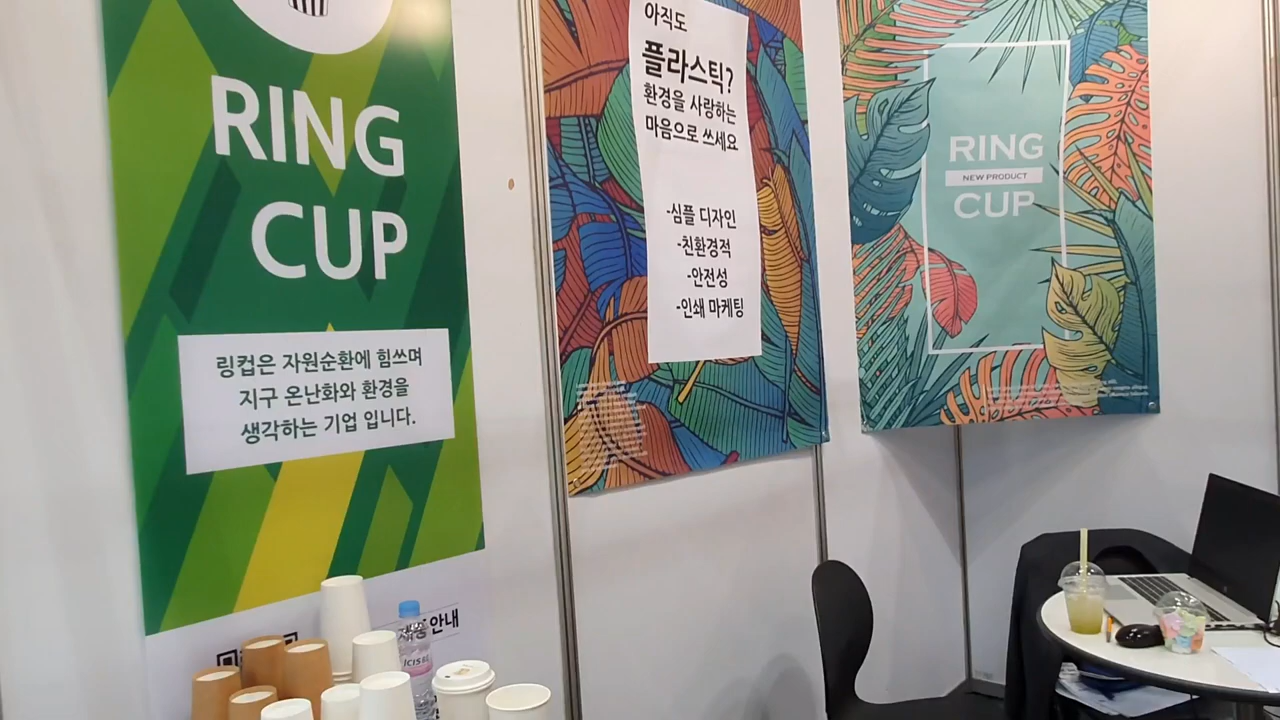 RING
CUP
링컵은 자원순환에 힘쓰며
지구 온난화와 환경을
생각하는 기업 입니다.
아직도
플라스틱?
환경을 사랑하는
마음으로 쓰세요
-심플 디자인
-친환경적
-안전성
-인쇄 마케팅
RING
NEW PRODUCT
CUP
안내